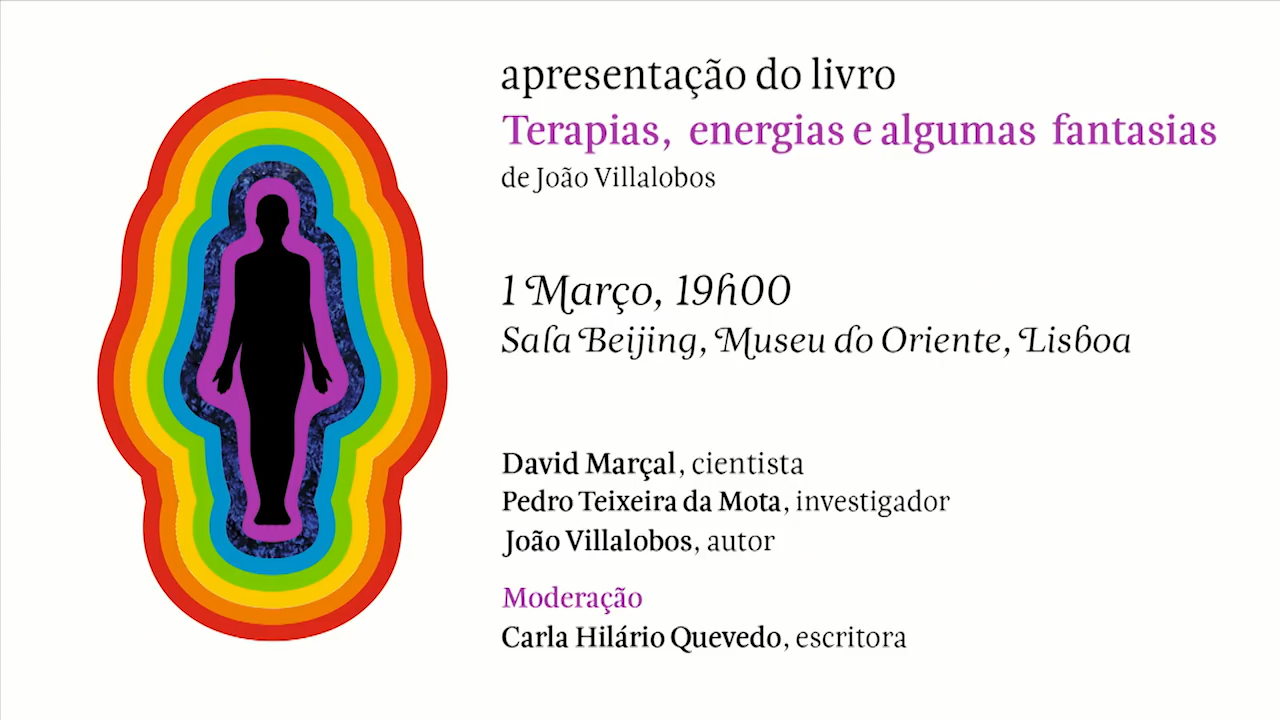 apresentação do livro
Terapias, energias e algumas fantasias
de João Villalobos
1 Março, 19h00
Sala Beijing, Museu do Oriente, Lisboa
David Marçal, cientista
Pedro Teixeira da Mota, investigador
João Villalobos, autor
Moderação
Carla Hilário Quevedo, escritora